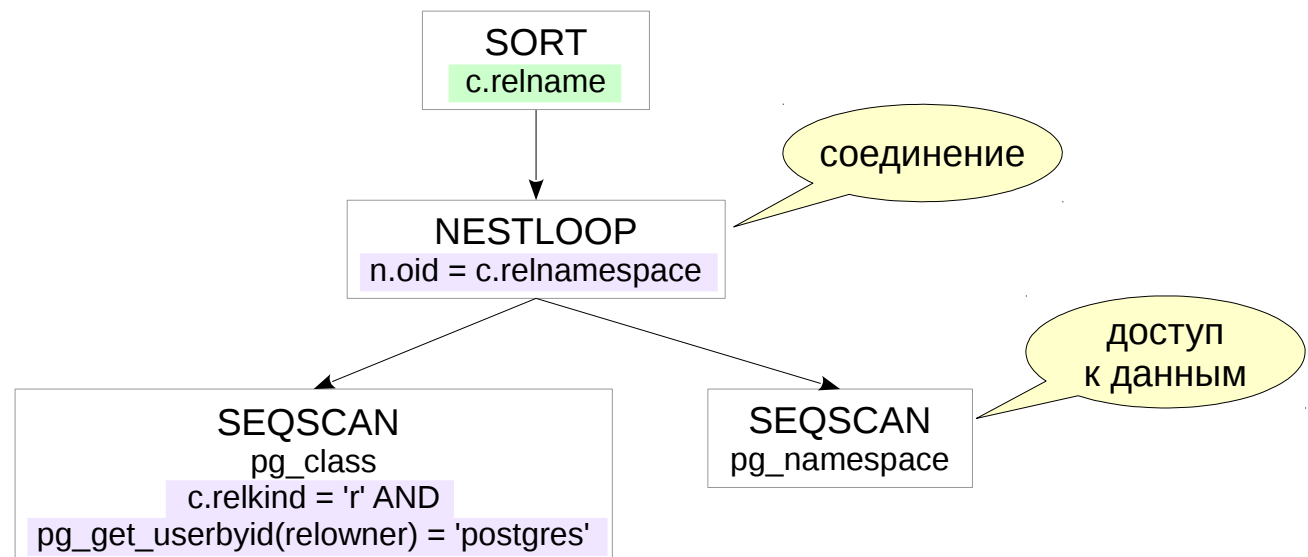 SORT
c.relname
соединение
NESTLOOP
n.oid = c.relnamespace
доступ
к данным
SEQSCAN
pg_class
c.relkind = 'r' AND
pg_get_userbyid(relowner) = 'postgres'
SEQSCAN
pg_namespace